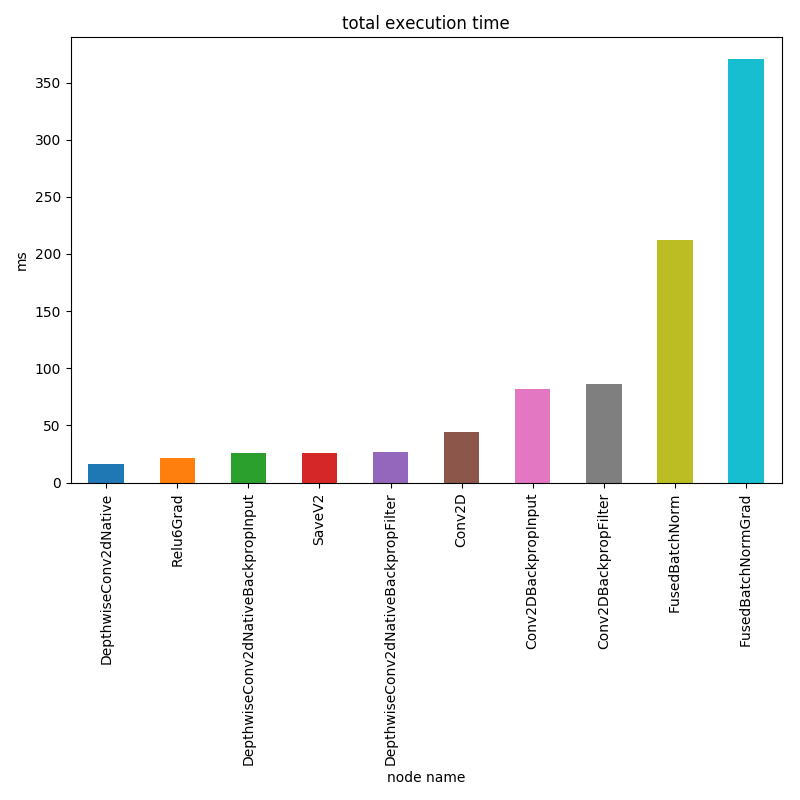 total execution time
ms
350
300
250
200
150
100
50
0
DepthwiseConv2dNative
Relu6Grad
DepthwiseConv2dNativeBackpropInput
SaveV2
DepthwiseConv2dNativeBackpropFilter
Conv2D
Conv2DBackpropInput
Conv2DBackpropFilter
FusedBatchNorm
FusedBatchNormGrad
node name